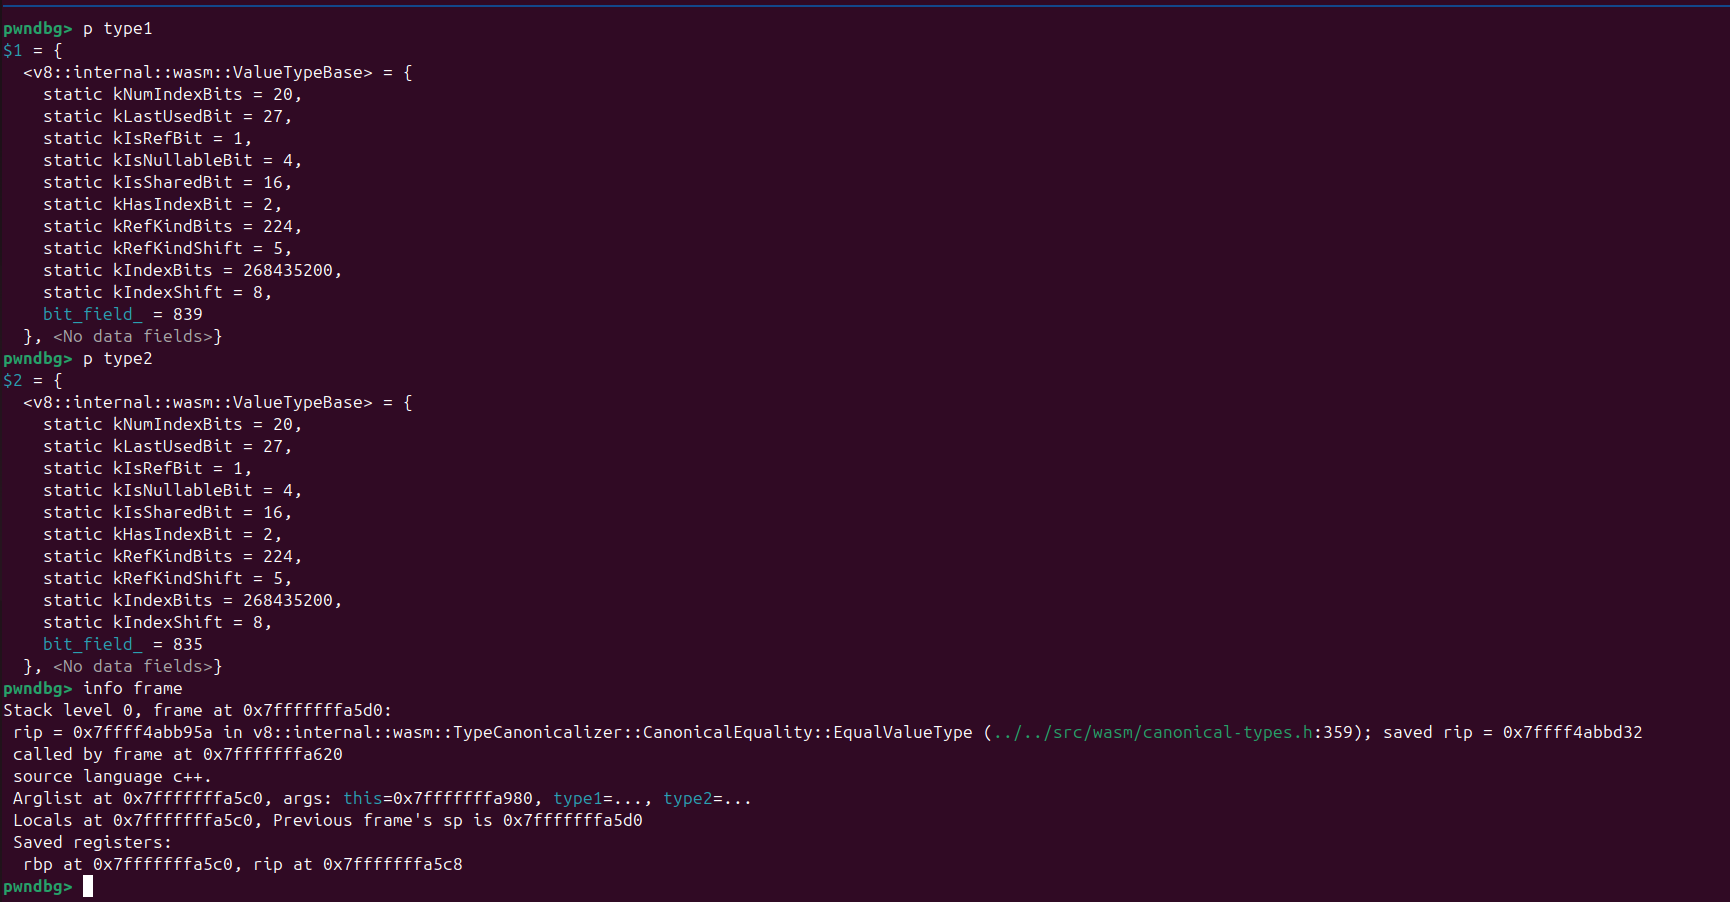 pwndbg> p type1
$1 = {
  <v8::internal::wasm::ValueTypeBase> = {
    static kNumIndexBits = 20,
    static kLastUsedBit = 27,
    static kIsRefBit = 1,
    static kIsNullableBit = 4,
    static kIsSharedBit = 16,
    static kHasIndexBit = 2,
    static kRefKindBits = 224,
    static kRefKindShift = 5,
    static kIndexBits = 268435200,
    static kIndexShift = 8,
    bit_field_ = 839
  }, <No data fields>}
pwndbg> p type2
$2 = {
  <v8::internal::wasm::ValueTypeBase> = {
    static kNumIndexBits = 20,
    static kLastUsedBit = 27,
    static kIsRefBit = 1,
    static kIsNullableBit = 4,
    static kIsSharedBit = 16,
    static kHasIndexBit = 2,
    static kRefKindBits = 224,
    static kRefKindShift = 5,
    static kIndexBits = 268435200,
    static kIndexShift = 8,
    bit_field_ = 835
  }, <No data fields>}
pwndbg> info frame
Stack level 0, frame at 0x7fffffffa5d0:
 rip = 0x7ffff4abb95a in v8::internal::wasm::TypeCanonicalizer::CanonicalEquality::EqualValueType (../../src/wasm/canonical-types.h:359); saved rip = 0x7ffff4abbd32
 called by frame at 0x7fffffffa620
 source language c++.
 Arglist at 0x7fffffffa5c0, args: this=0x7fffffffa980, type1=..., type2=...
 Locals at 0x7fffffffa5c0, Previous frame's sp is 0x7fffffffa5d0
 Saved registers:
  rbp at 0x7fffffffa5c0, rip at 0x7fffffffa5c8
pwndbg>